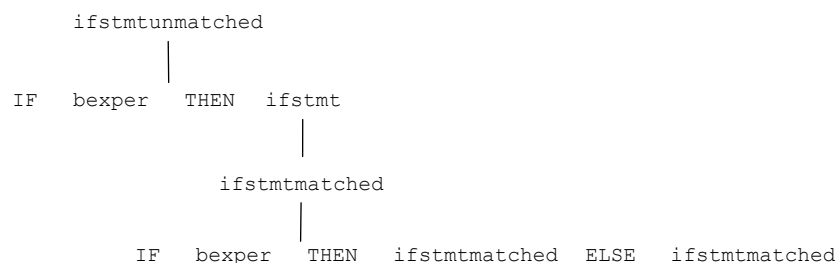 ifstmtunmatched
IF bexper THEN ifstmt
ifstmtmatched
IF bexper THEN ifstmtmatched ELSE ifstmtmatched